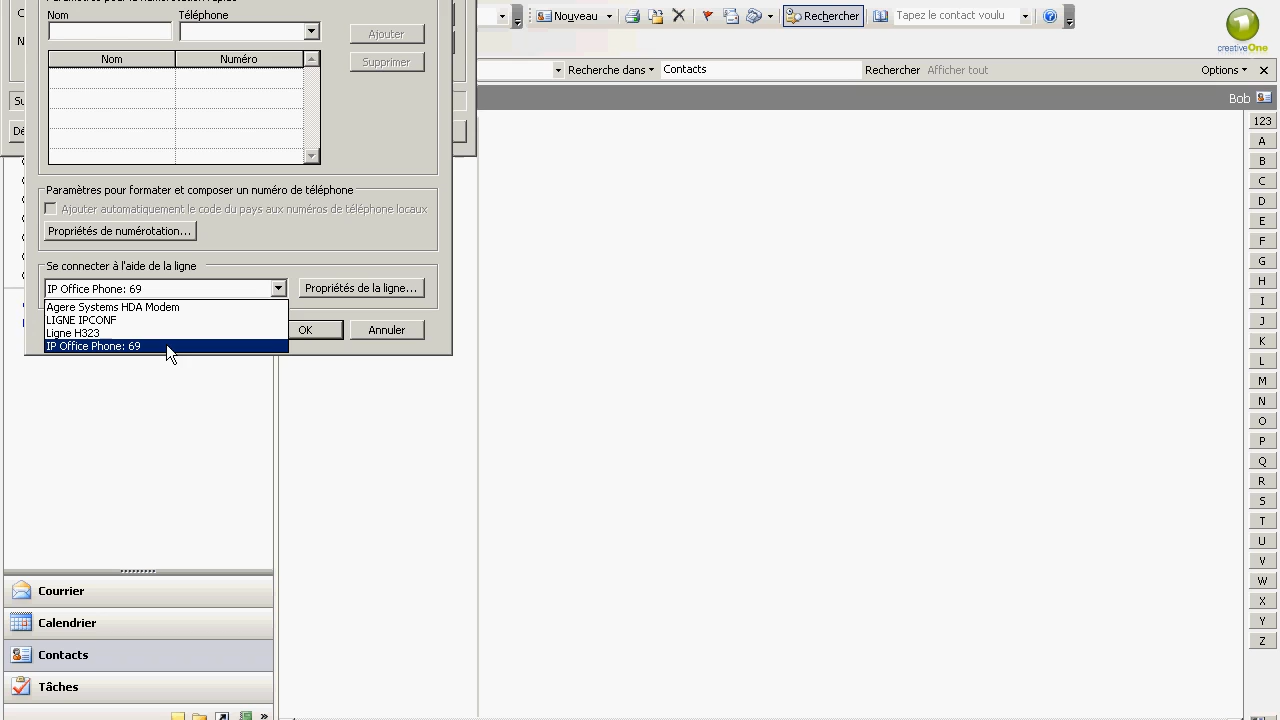 Nom
Téléphone
Ajouter
Nom
Numéro
Supprimer
Paramètres pour formater et composer un numéro de téléphone
Ajouter automatiquement le code du pays aux numéros de téléphone locaux
Propriétés de numérotation...
Se connecter à l'aide de la ligne
IP Office Phone: 69
Propriétés de la ligne...
Agere Systems HDA Modem
LIGNE IPCONF
Ligne H323
IP Office Phone: 69
OK
Annuler
Nouveau
Rechercher
Tapez le contact voulu
creativeOne
Recherche dans
Contacts
Rechercher
Afficher tout
Options
Bob
123
A
B
C
D
E
F
G
H
I
J
K
L
M
N
O
P
Q
R
S
T
U
V
W
X
Y
Z
Courrier
Calendrier
Contacts
Tâches